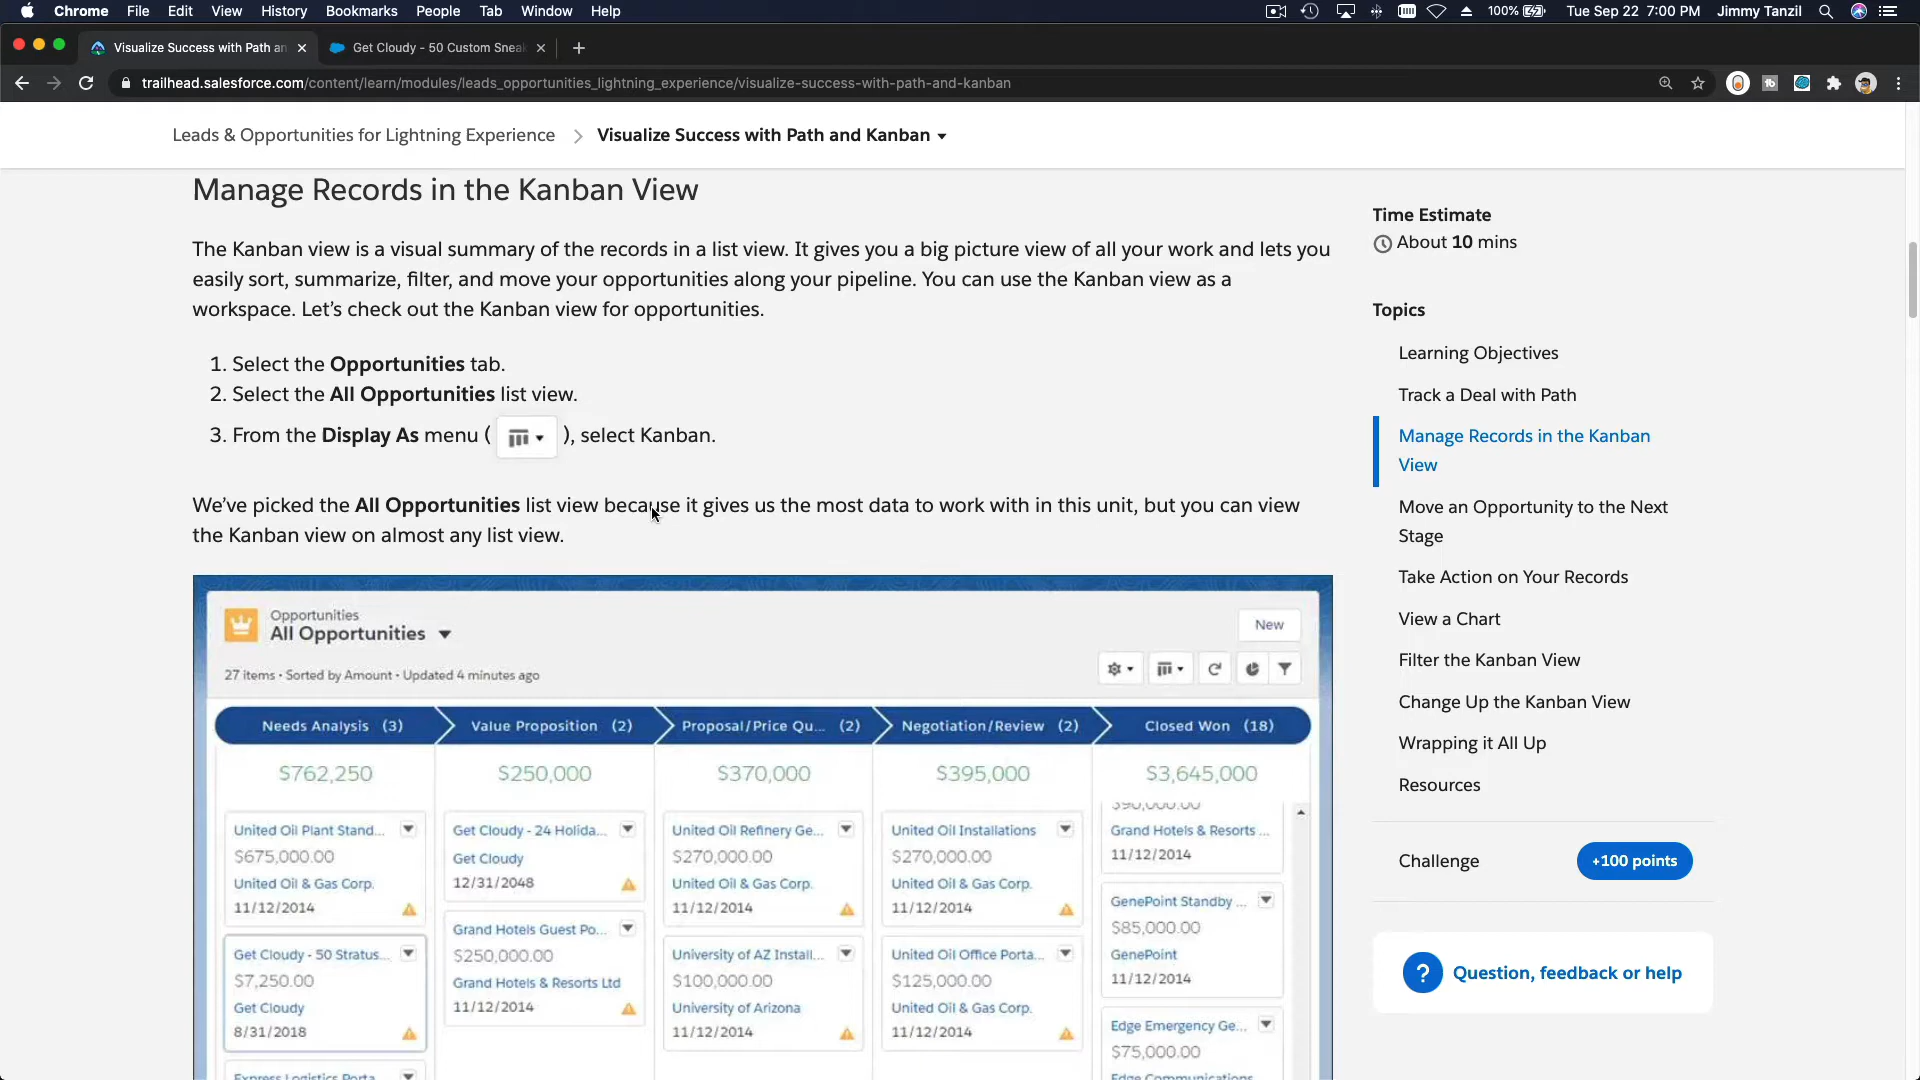 Chrome File Edit View History Bookmarks People Tab Window Help 100% Tue Sep 22 7:00 PM Jimmy Tanzil
Visualize Success with Path an Get Cloudy - 50 Custom Sneak
trailhead.salesforce.com/content/learn/modules/leads_opportunities_lightning_experience/visualize-success-with-path-and-kanban
Leads & Opportunities for Lightning Experience Visualize Success with Path and Kanban
Manage Records in the Kanban View
The Kanban view is a visual summary of the records in a list view. It gives you a big picture view of all your work and lets you
easily sort, summarize, filter, and move your opportunities along your pipeline. You can use the Kanban view as a
workspace. Let’s check out the Kanban view for opportunities.
1. Select the Opportunities tab.
2. Select the All Opportunities list view.
3. From the Display As menu ( ), select Kanban.
We’ve picked the All Opportunities list view because it gives us the most data to work with in this unit, but you can view
the Kanban view on almost any list view.
Opportunities
All Opportunities
New
27 items • Sorted by Amount • Updated 4 minutes ago
Needs Analysis (3) Value Proposition (2) Proposal/Price Qu... (2) Negotiation/Review (2) Closed Won (18)
$762,250 $250,000 $370,000 $395,000 $3,645,000
United Oil Plant Stand...
$675,000.00
United Oil & Gas Corp.
11/12/2014
Get Cloudy - 50 Stratus...
$7,250.00
Get Cloudy
8/31/2018
Express Logistics Porta...
Get Cloudy - 24 Holida...
Get Cloudy
12/31/2048
Grand Hotels Guest Po...
$250,000.00
Grand Hotels & Resorts Ltd
11/12/2014
United Oil Refinery Ge...
$270,000.00
United Oil & Gas Corp.
11/12/2014
University of AZ Install...
$100,000.00
University of Arizona
11/12/2014
United Oil Installations
$270,000.00
United Oil & Gas Corp.
11/12/2014
United Oil Office Porta...
$125,000.00
United Oil & Gas Corp.
11/12/2014
$90,000.00
Grand Hotels & Resorts ...
11/12/2014
GenePoint Standby ...
$85,000.00
GenePoint
11/12/2014
Edge Emergency Ge...
$75,000.00
Edge Communications
Time Estimate
About 10 mins
Topics
Learning Objectives
Track a Deal with Path
Manage Records in the Kanban
View
Move an Opportunity to the Next
Stage
Take Action on Your Records
View a Chart
Filter the Kanban View
Change Up the Kanban View
Wrapping it All Up
Resources
Challenge +100 points
? Question, feedback or help